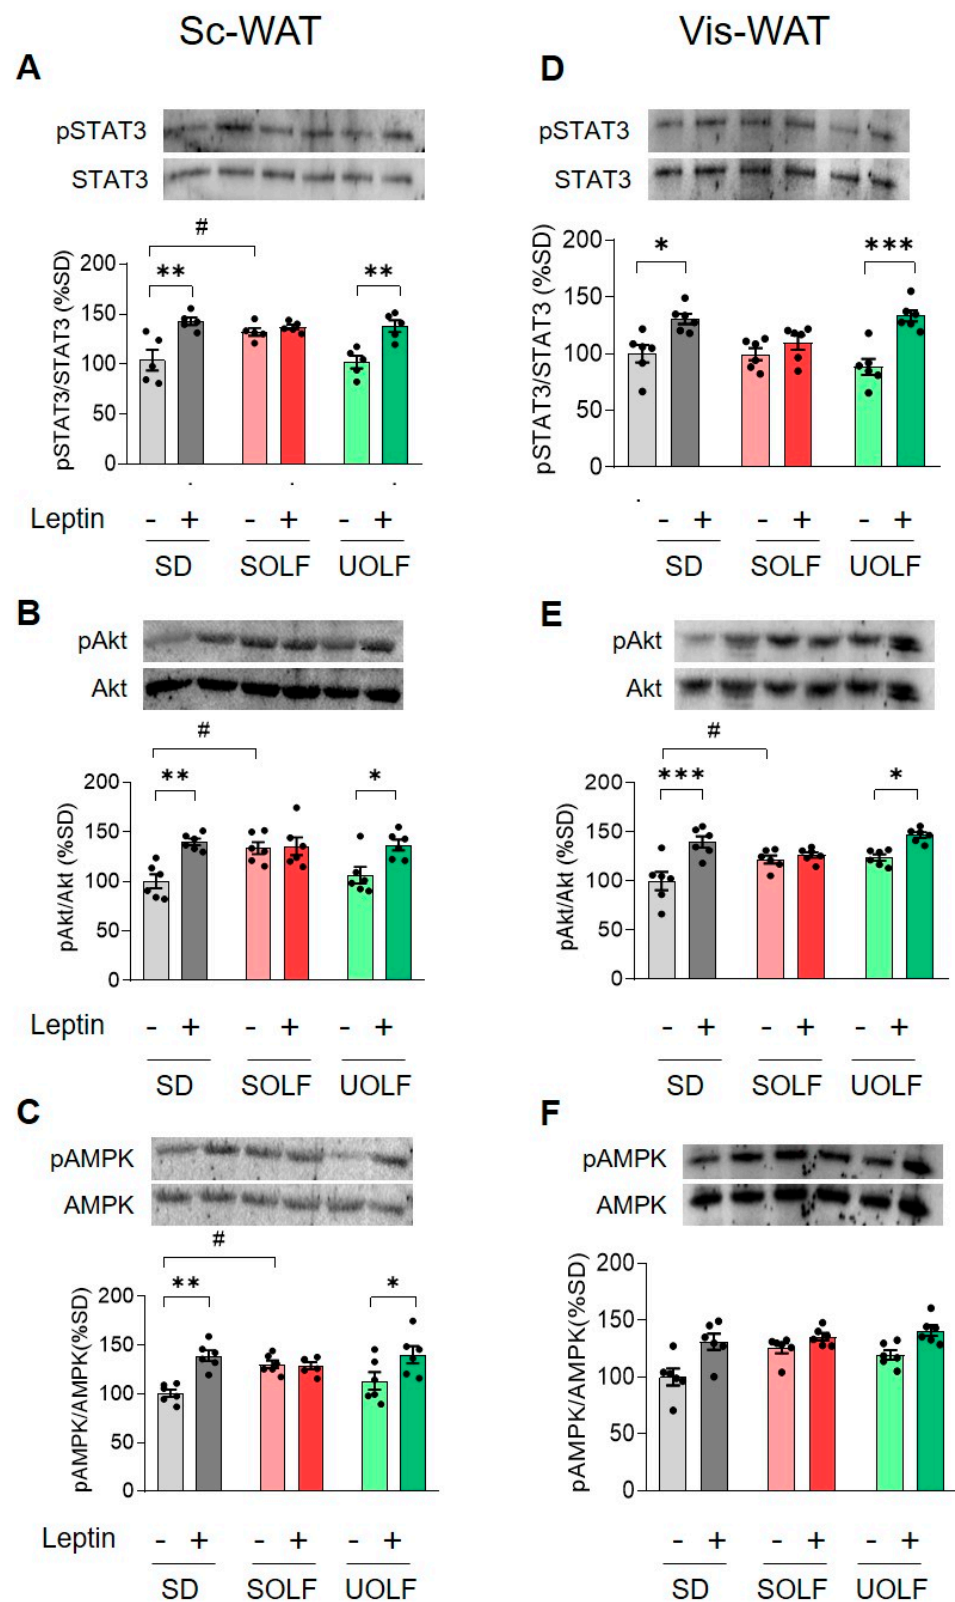 Sc-WAT
Vis-WAT
A
pSTAT3
STAT3
#
** **
pSTAT3/STAT3 (%SD)
200
150
100
50
0
Leptin - + - + - +
SD SOLF UOLF
D
pSTAT3
STAT3
* ***
pSTAT3/STAT3 (%SD)
200
150
100
50
0
- + - + - +
SD SOLF UOLF
B
pAkt
Akt
#
** *
pAkt/Akt (%SD)
200
150
100
50
0
Leptin - + - + - +
SD SOLF UOLF
E
pAkt
Akt
#
*** *
pAkt/Akt (%SD)
200
150
100
50
0
- + - + - +
SD SOLF UOLF
C
pAMPK
AMPK
#
** *
pAMPK/AMPK(%SD)
200
150
100
50
0
Leptin - + - + - +
SD SOLF UOLF
F
pAMPK
AMPK
pAMPK/AMPK(%SD)
200
150
100
50
0
- + - + - +
SD SOLF UOLF